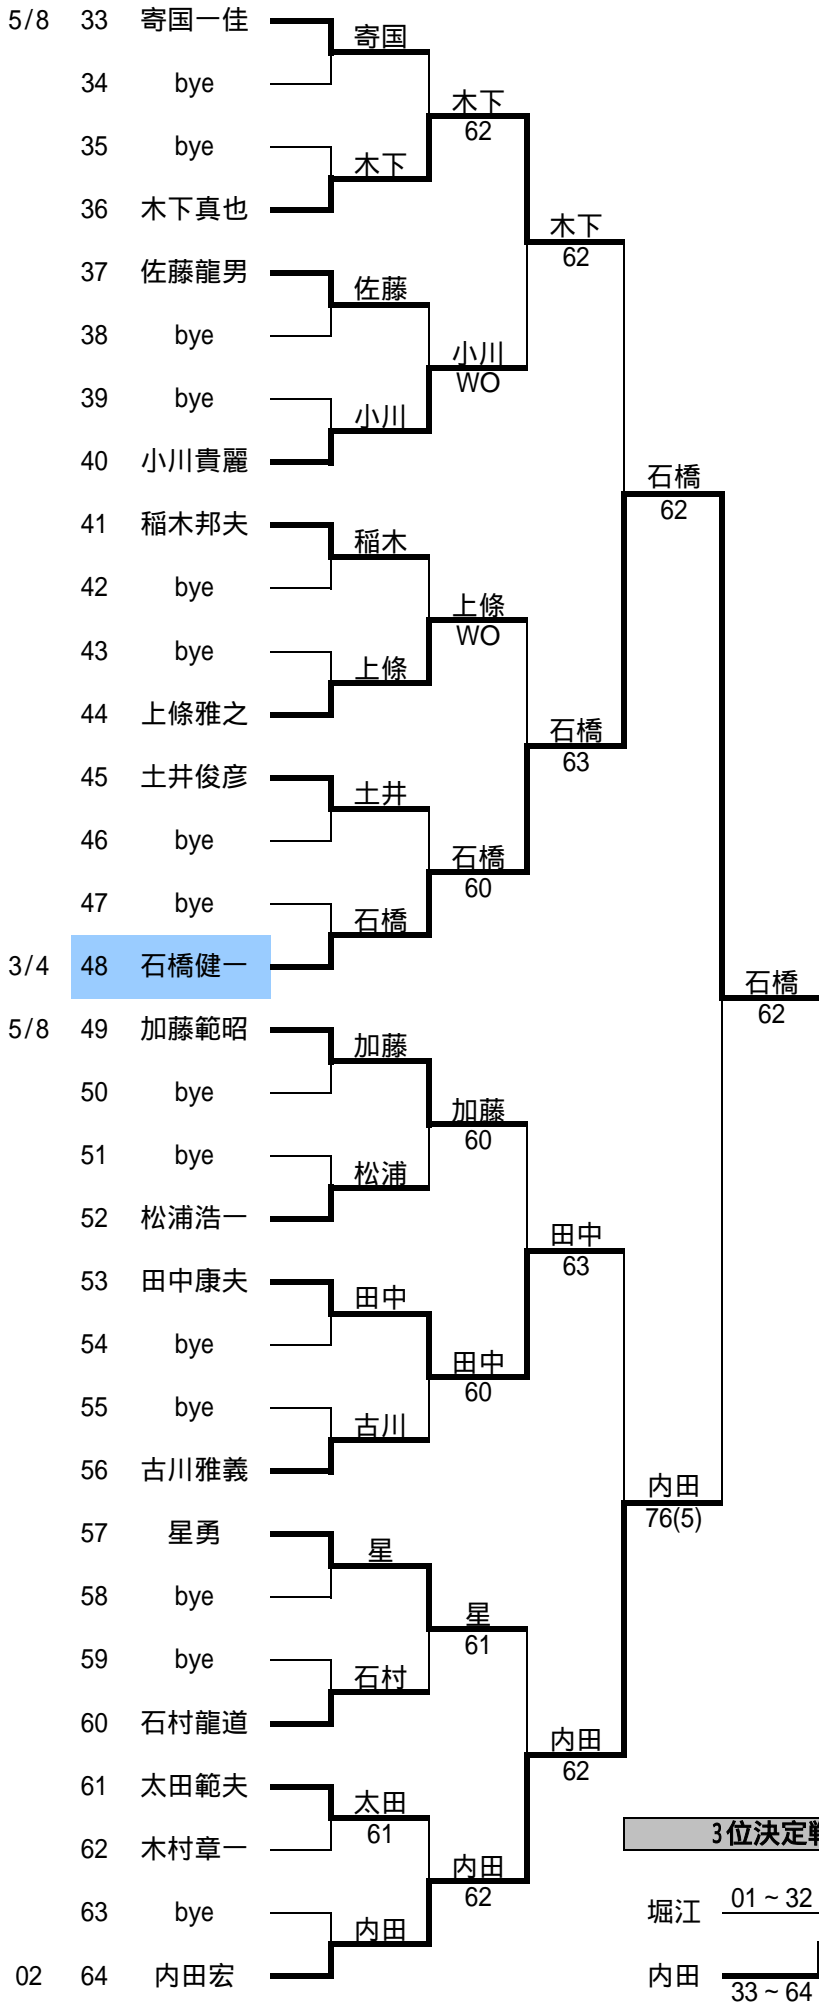 5/8 33 寄国一佳
寄国
34 bye
木下
62
35 bye
木下
36 木下真也
木下
62
37 佐藤龍男
佐藤
38 bye
小川
WO
39 bye
小川
40 小川貴麗
石橋
62
41 稲木邦夫
稲木
42 bye
上條
WO
43 bye
上條
44 上條雅之
石橋
63
45 土井俊彦
土井
46 bye
石橋
60
47 bye
石橋
3/4 48 石橋健一
石橋
62
5/8 49 加藤範昭
加藤
50 bye
加藤
60
51 bye
松浦
52 松浦浩一
田中
63
53 田中康夫
田中
54 bye
田中
60
55 bye
古川
56 古川雅義
内田
76(5)
57 星勇
星
58 bye
星
61
59 bye
石村
60 石村龍道
内田
62
61 太田範夫
太田
61
62 木村章一
内田
62
63 bye
内田
02 64 内田宏
3位決定戦
堀江 01 ~ 32
内田
33 ~ 64